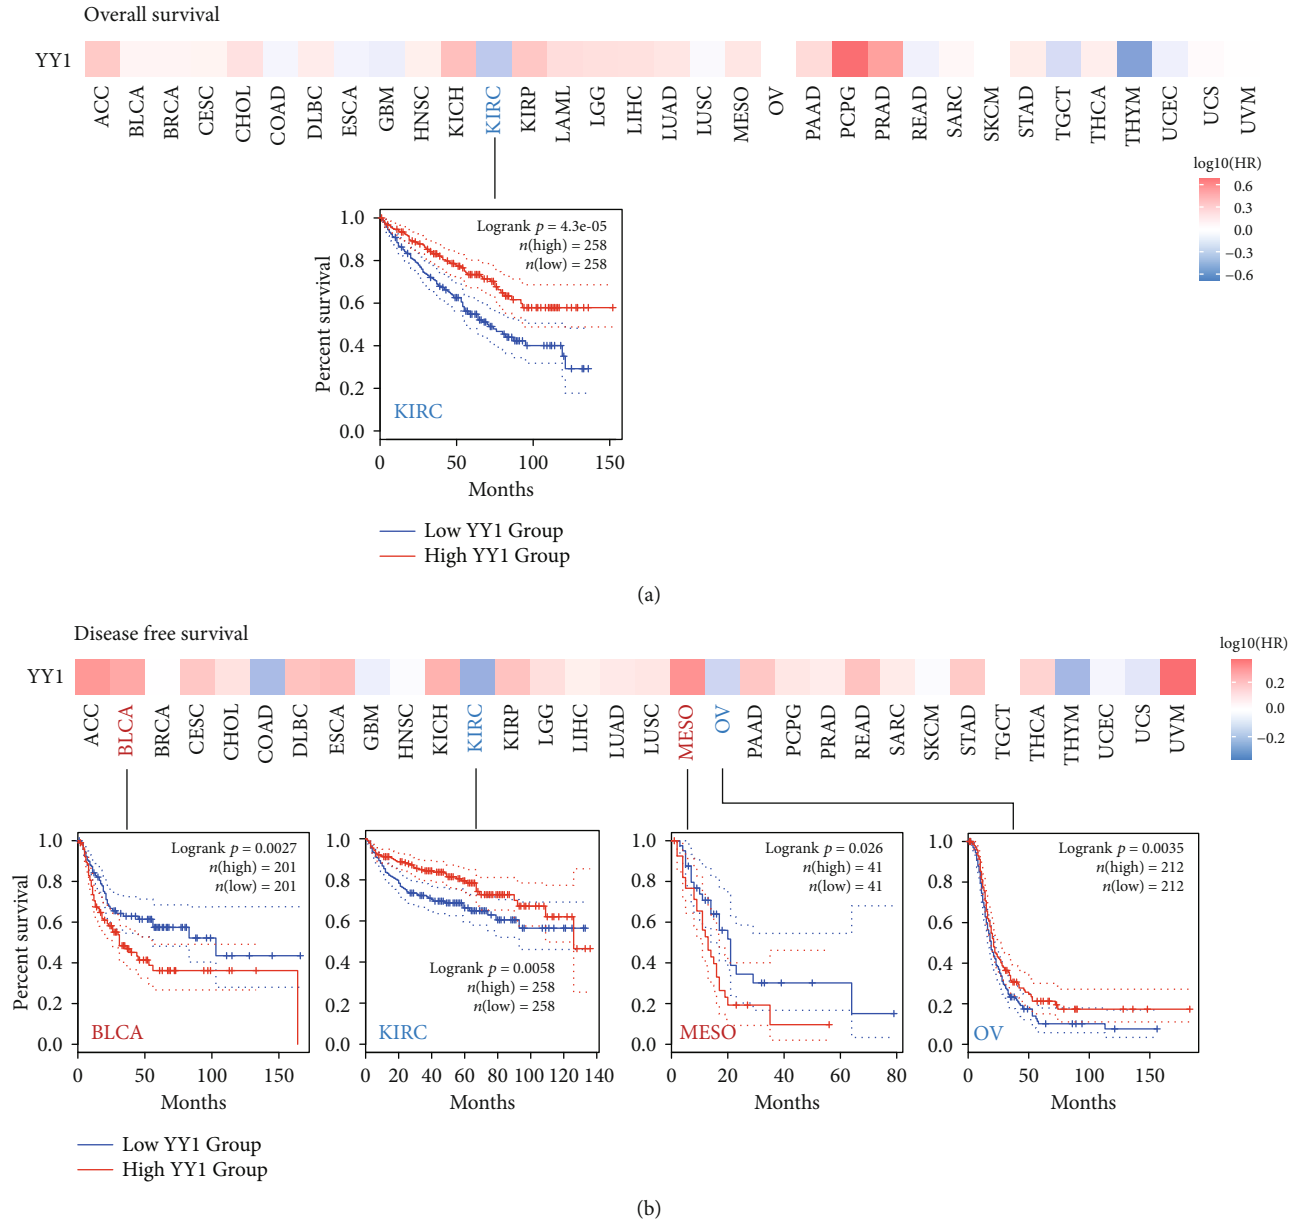 Overall survival
YY1
ACC BLCA BRCA CESC CHOL COAD DLBC ESCA GBM HNSC KICH KIRC KIRP LAML LGG LIHC LUAD LUSC MESO OV PAAD PCPG PRAD READ SARC SKCM STAD TGCT THCA THYM UCEC UCS UVM
log10(HR)
0.6
0.3
0.0
−0.3
−0.6
Percent survival
1.0
0.8
0.6
0.4
0.2
0.0
Logrank p = 4.3e-05
n(high) = 258
n(low) = 258
KIRC
0 50 100 150
Months
Low YY1 Group
High YY1 Group
(a)
Disease free survival
YY1
ACC BLCA BRCA CESC CHOL COAD DLBC ESCA GBM HNSC KICH KIRC KIRP LGG LIHC LUAD LUSC MESO OV PAAD PCPG PRAD READ SARC SKCM STAD TGCT THCA THYM UCEC UCS UVM
log10(HR)
0.2
0.0
−0.2
Percent survival
1.0
0.8
0.6
0.4
0.2
0.0
Logrank p = 0.0027
n(high) = 201
n(low) = 201
BLCA
0 50 100 150
Months
1.0
0.8
0.6
0.4
0.2
0.0
Logrank p = 0.0058
n(high) = 258
n(low) = 258
KIRC
0 20 40 60 80 100 120 140
Months
1.0
0.8
0.6
0.4
0.2
0.0
Logrank p = 0.026
n(high) = 41
n(low) = 41
MESO
0 20 40 60 80
Months
1.0
0.8
0.6
0.4
0.2
0.0
Logrank p = 0.0035
n(high) = 212
n(low) = 212
OV
0 50 100 150
Months
Low YY1 Group
High YY1 Group
(b)